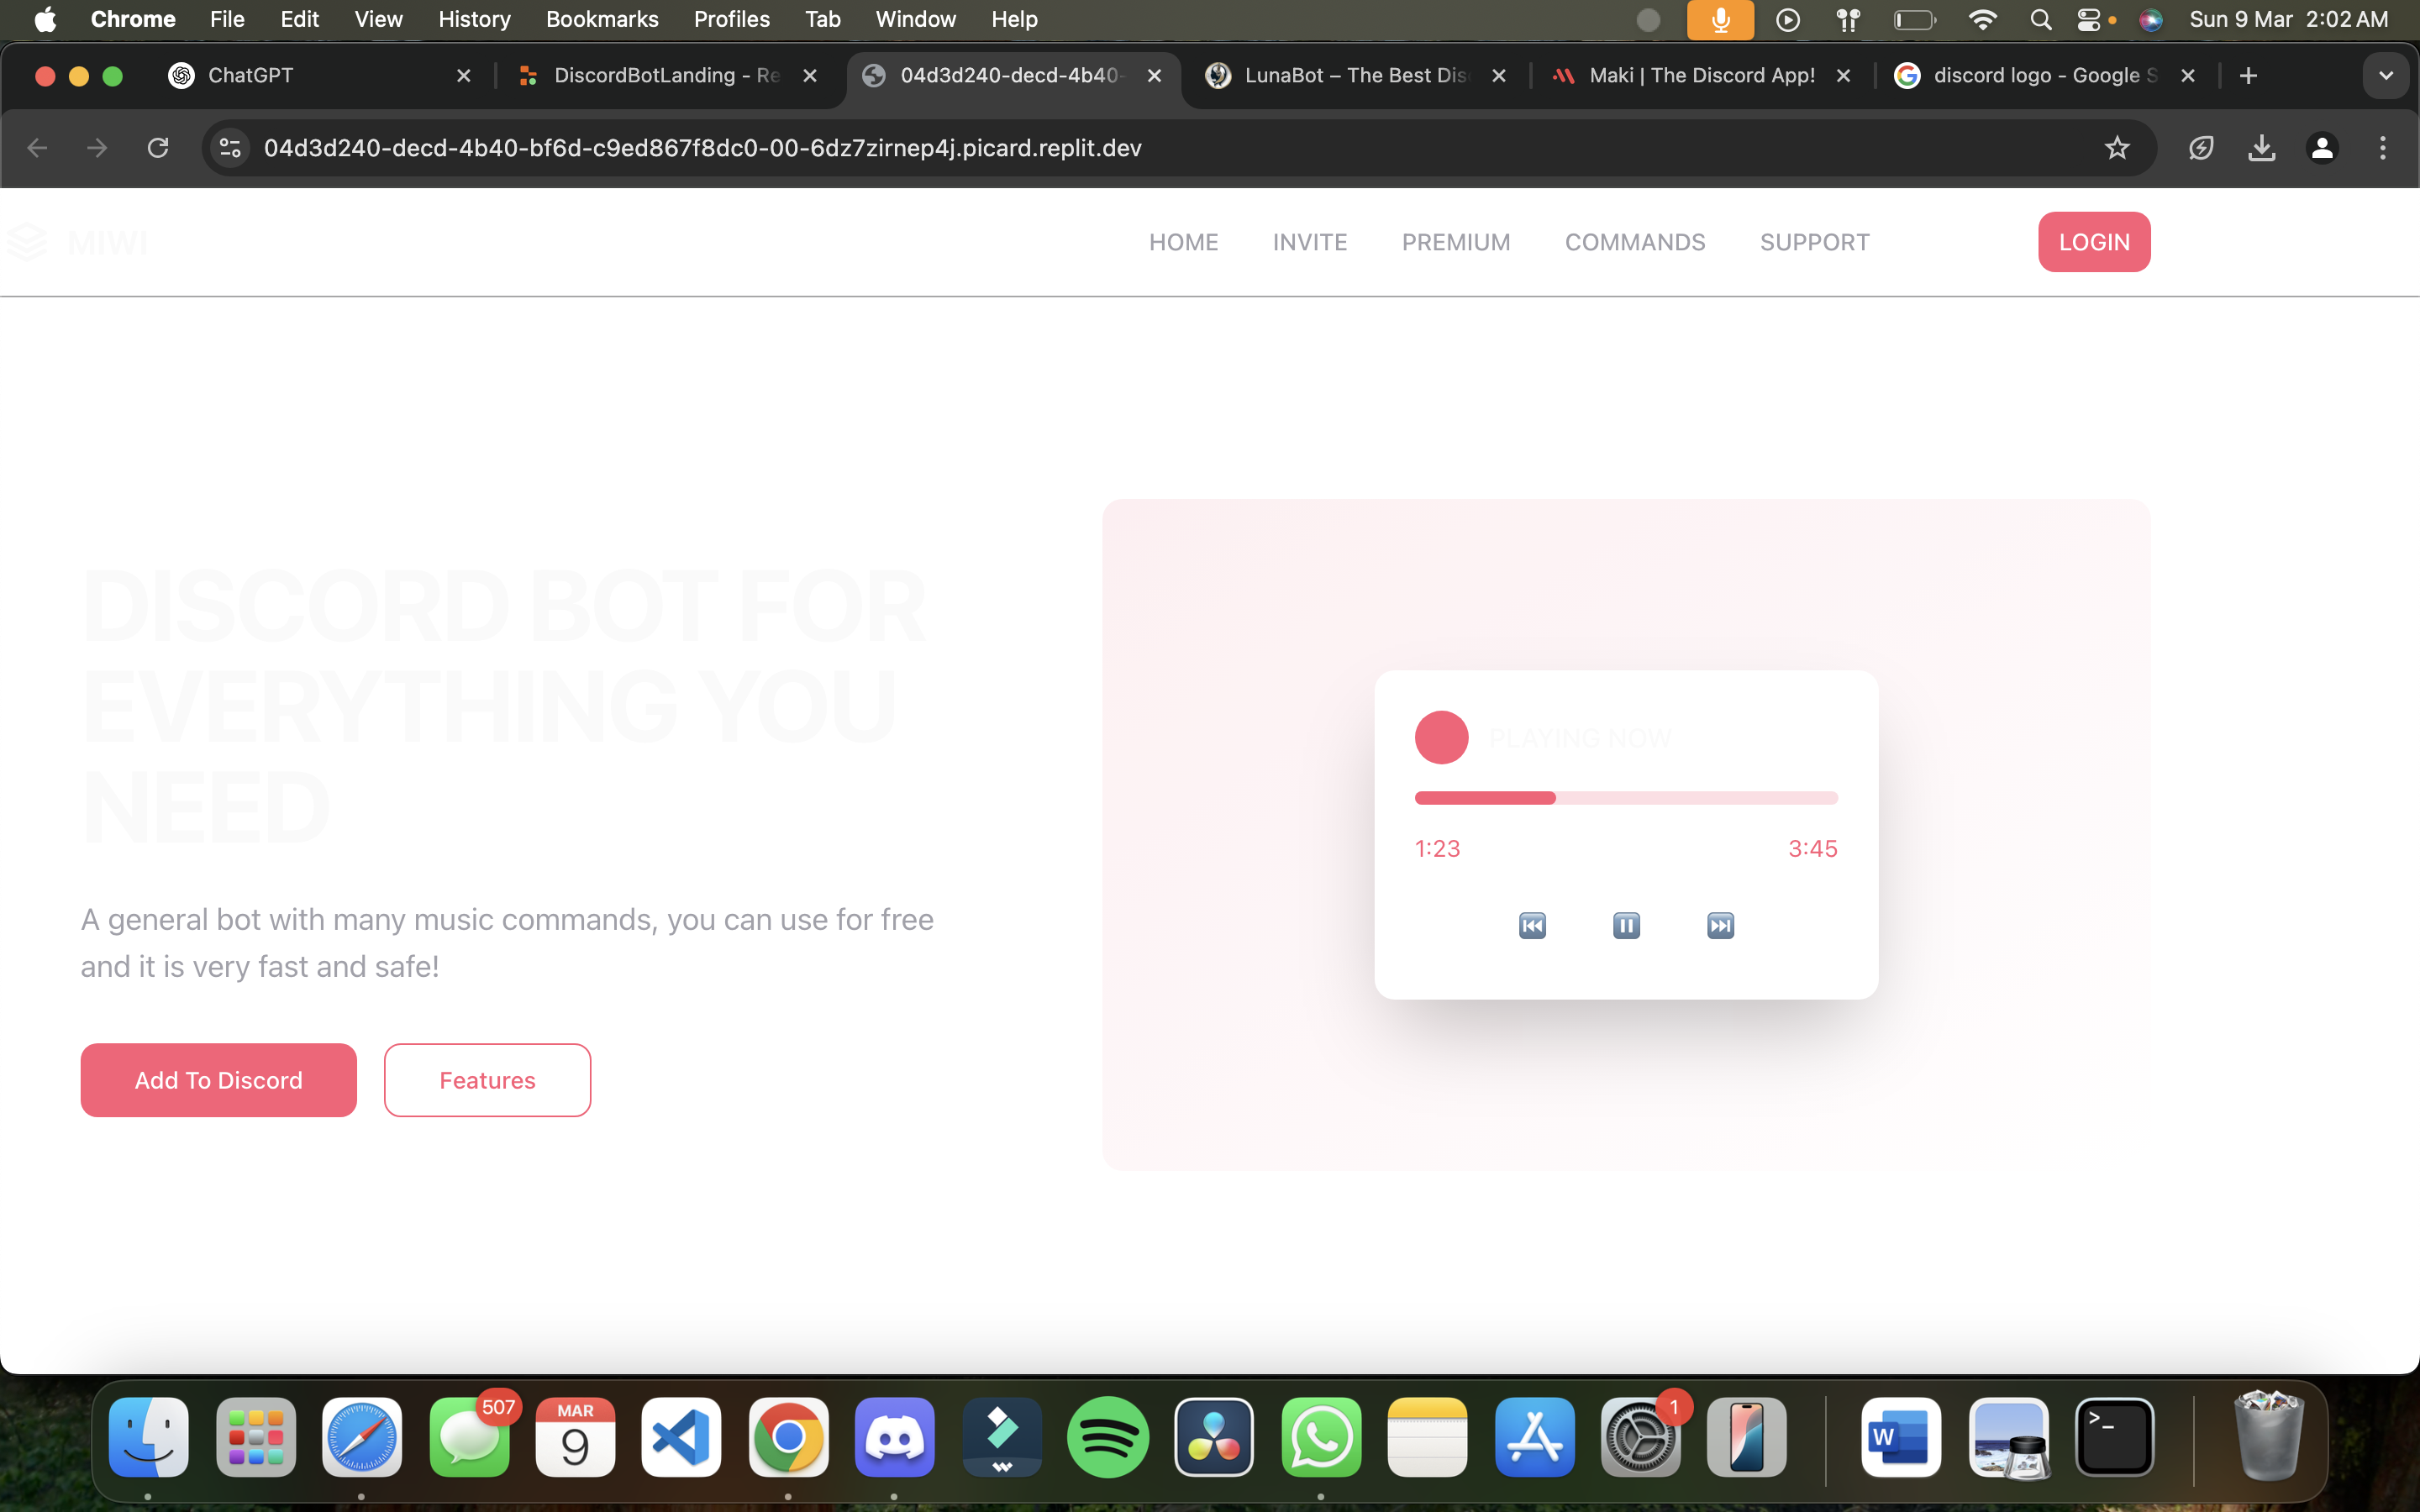 Chrome File Edit View History Bookmarks Profiles Tab Window Help Sun 9 Mar 2:02 AM
ChatGPT DiscordBotLanding - Re 04d3d240-decd-4b40- LunaBot – The Best Dis Maki | The Discord App! discord logo - Google S
04d3d240-decd-4b40-bf6d-c9ed867f8dc0-00-6dz7zirnep4j.picard.replit.dev
MIWI HOME INVITE PREMIUM COMMANDS SUPPORT LOGIN
DISCORD BOT FOR
EVERYTHING YOU
NEED
A general bot with many music commands, you can use for free
and it is very fast and safe!
Add To Discord Features
PLAYING NOW
1:23 3:45
507 MAR 9 1 W >_